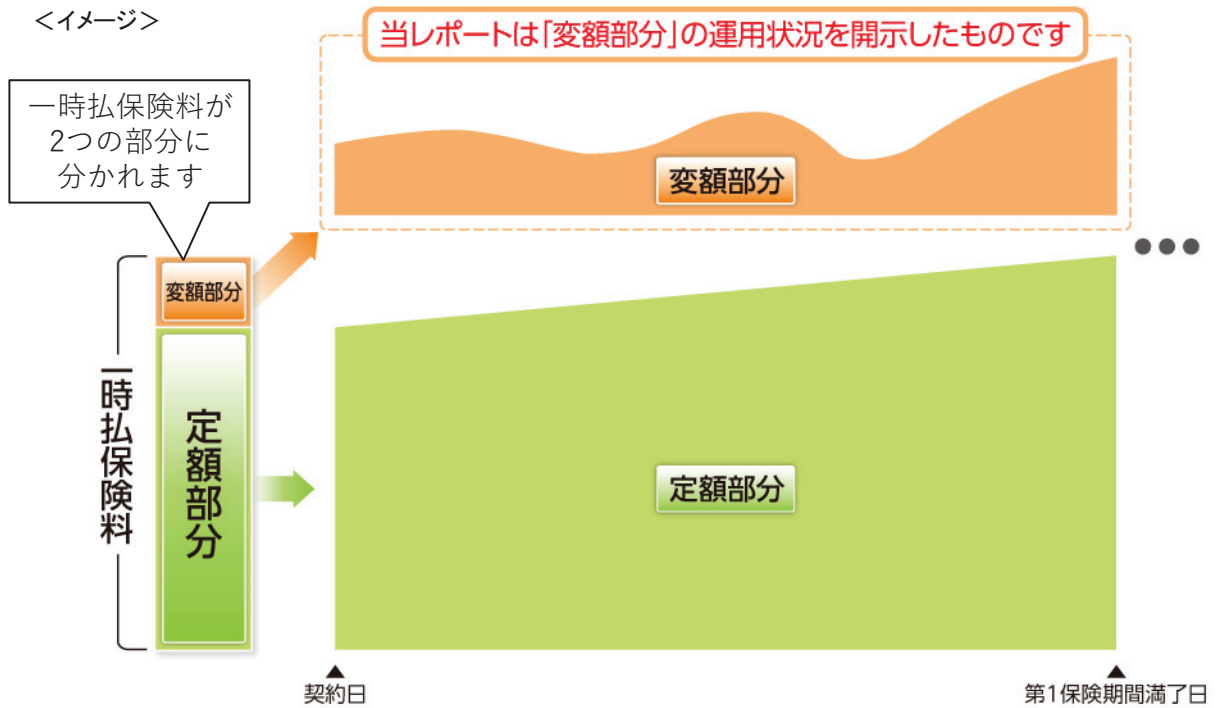 ＜イメージ＞
当レポートは「変額部分」の運用状況を開示したものです
一時払保険料が
2つの部分に
分かれます
変額部分
変額部分
一時払保険料
定額部分
定額部分
●●●
契約日
第1保険期間満了日